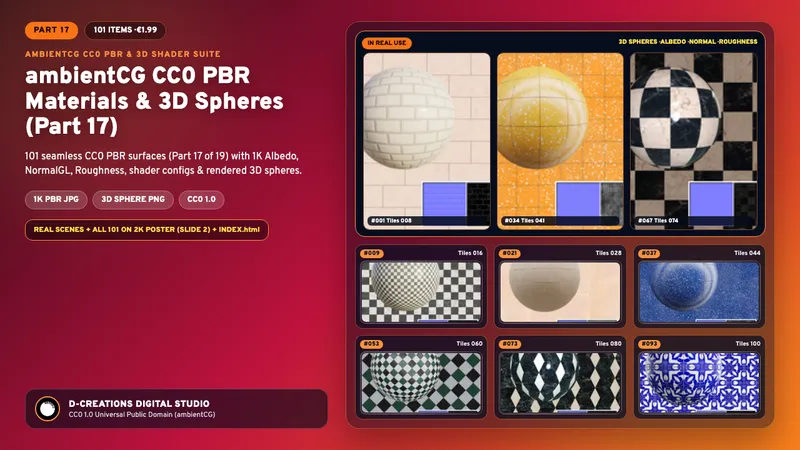 PART 17
101 ITEMS · €1.99
AMBIENTCG CC0 PBR & 3D SHADER SUITE
ambientCG CC0 PBR
Materials & 3D Spheres
(Part 17)
101 seamless CC0 PBR surfaces (Part 17 of 19) with 1K Albedo,
NormalGL, Roughness, shader configs & rendered 3D spheres.
1K PBR JPG
3D SPHERE PNG
CC0 1.0
REAL SCENES + ALL 101 ON 2K POSTER (SLIDE 2) + INDEX.html
D-CREATIONS DIGITAL STUDIO
CC0 1.0 Universal Public Domain (ambientCG)
IN REAL USE
3D SPHERES · ALBEDO · NORMAL · ROUGHNESS
#001 Tiles 008
#034 Tiles 041
#067 Tiles 074
#009
Tiles 016
#021
Tiles 028
#037
Tiles 044
#053
Tiles 060
#073
Tiles 080
#093
Tiles 100